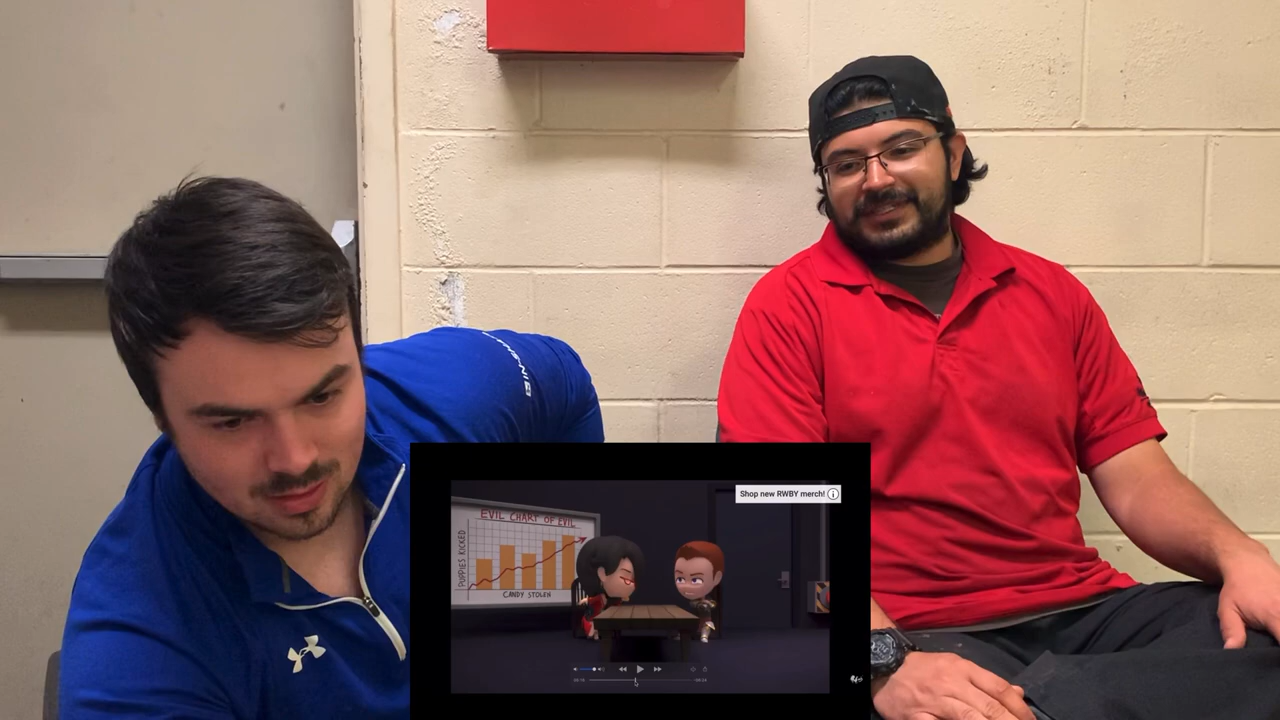 Shop new RWBY merch!
EVIL CHART OF EVIL
PUPPIES KICKED
CANDY STOLEN